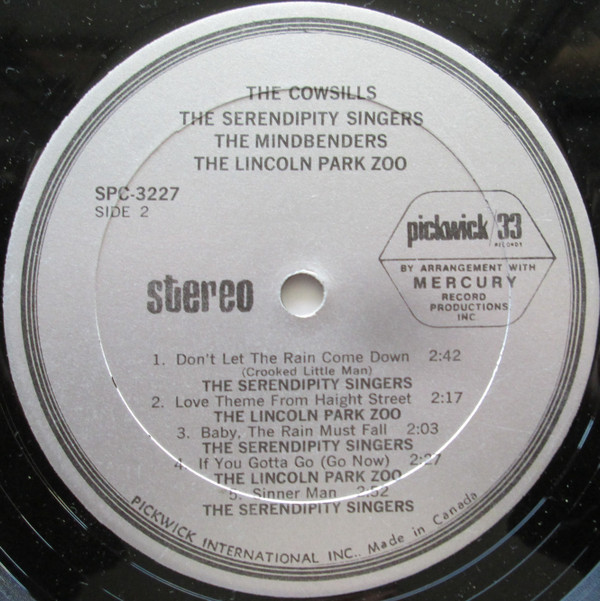 THE COWSILLS
THE SERENDIPITY SINGERS
THE MINDBENDERS
THE LINCOLN PARK ZOO
SPC-3227
SIDE 2
pickwick/33
RECORDS
BY ARRANGEMENT WITH
MERCURY
RECORD
PRODUCTIONS
INC
stereo
1. Don't Let The Rain Come Down 2:42
(Crooked Little Man)
THE SERENDIPITY SINGERS
2. Love Theme From Haight Street 2:17
THE LINCOLN PARK ZOO
3. Baby, The Rain Must Fall 2:03
THE SERENDIPITY SINGERS
4. If You Gotta Go (Go Now) 2:27
THE LINCOLN PARK ZOO
5. Sinner Man 3:52
THE SERENDIPITY SINGERS
PICKWICK INTERNATIONAL INC.. Made in Canada